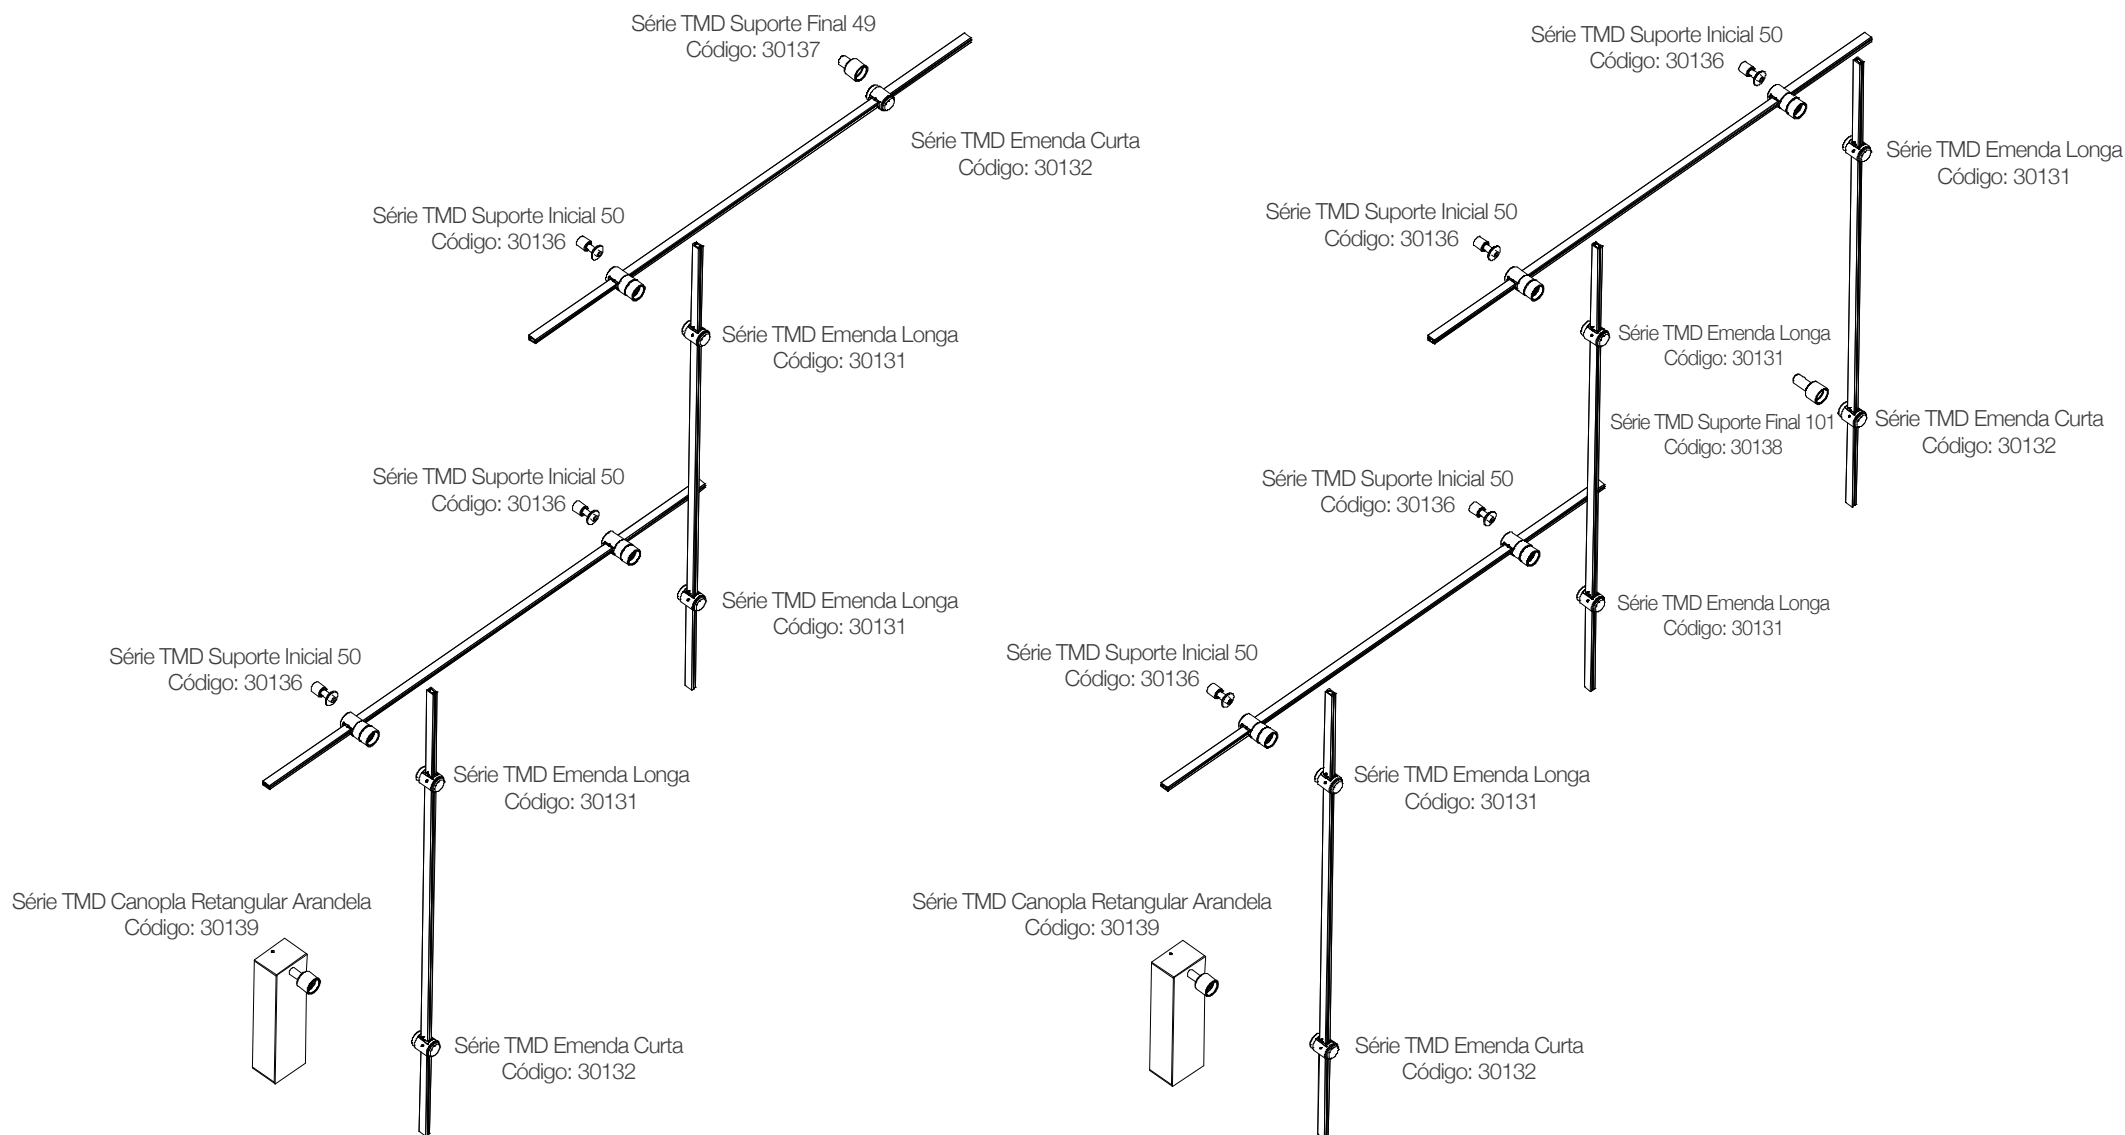 Série TMD Suporte Final 49
Código: 30137
Série TMD Emenda Curta
Código: 30132
Série TMD Suporte Inicial 50
Código: 30136
Série TMD Emenda Longa
Código: 30131
Série TMD Suporte Inicial 50
Código: 30136
Série TMD Emenda Longa
Código: 30131
Série TMD Suporte Inicial 50
Código: 30136
Série TMD Emenda Longa
Código: 30131
Série TMD Canopla Retangular Arandela
Código: 30139
Série TMD Emenda Curta
Código: 30132
Série TMD Suporte Inicial 50
Código: 30136
Série TMD Emenda Longa
Código: 30131
Série TMD Suporte Inicial 50
Código: 30136
Série TMD Emenda Longa
Código: 30131
Série TMD Suporte Final 101
Código: 30138
Série TMD Emenda Curta
Código: 30132
Série TMD Suporte Inicial 50
Código: 30136
Série TMD Emenda Longa
Código: 30131
Série TMD Suporte Inicial 50
Código: 30136
Série TMD Emenda Longa
Código: 30131
Série TMD Canopla Retangular Arandela
Código: 30139
Série TMD Emenda Curta
Código: 30132